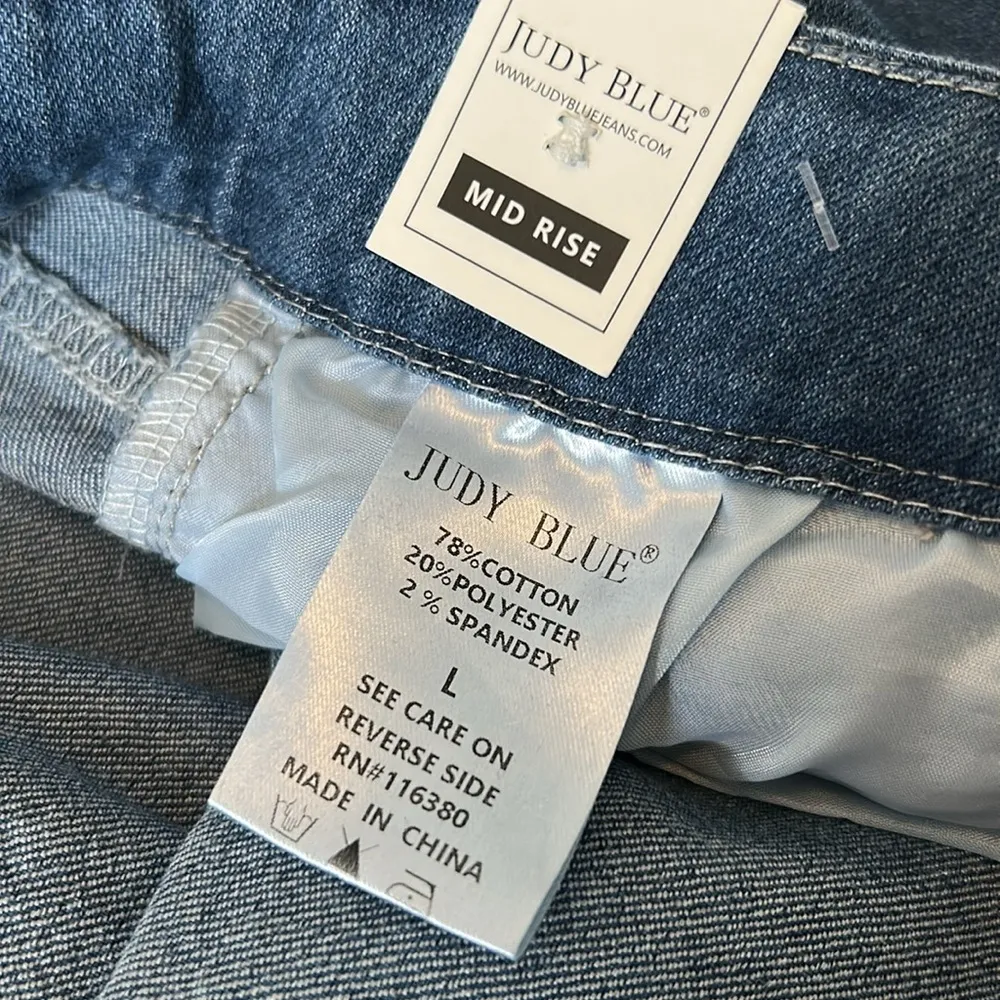 JUDY BLUE®
WWW.JUDYBLUEJEANS.COM
MID RISE
JUDY BLUE®
78%COTTON
20%POLYESTER
2 % SPANDEX
L
SEE CARE ON
REVERSE SIDE
RN#116380
MADE IN CHINA